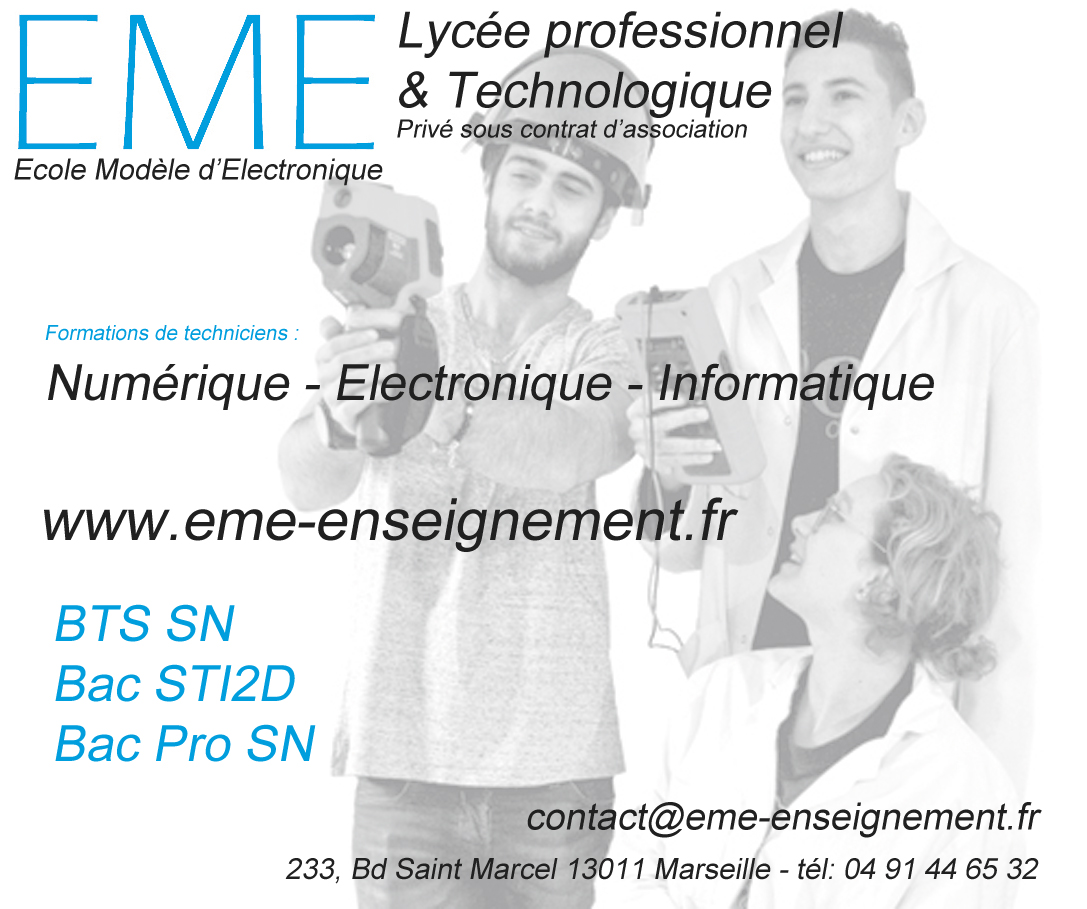 EME
Ecole Modèle d'Electronique
Lycée professionnel
& Technologique
Privé sous contrat d'association
Formations de techniciens :
Numérique - Electronique - Informatique
www.eme-enseignement.fr
BTS SN
Bac STI2D
Bac Pro SN
contact@eme-enseignement.fr
233, Bd Saint Marcel 13011 Marseille - tél: 04 91 44 65 32